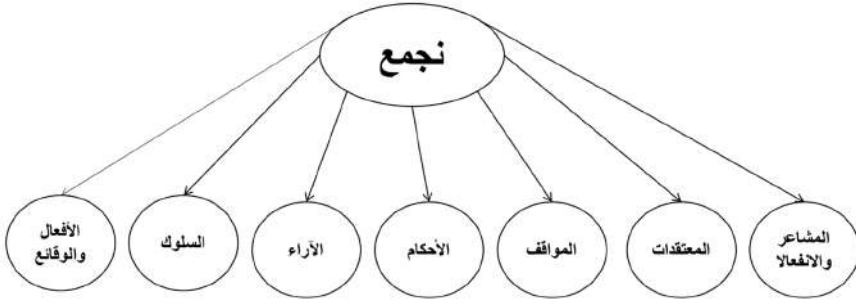 نجمع
المشاعر
والانفعالا
المعتقدات
المواقف
الأحكام
الآراء
السلوك
الأفعال
والوقائع